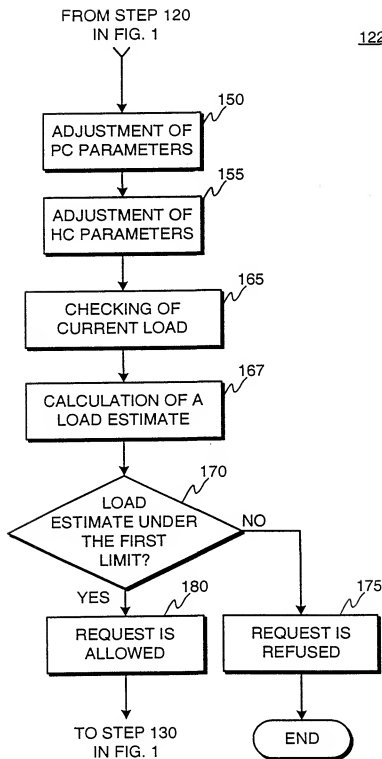 FROM STEP 120
IN FIG. 1
122
150
ADJUSTMENT OF
PC PARAMETERS
155
ADJUSTMENT OF
HC PARAMETERS
165
CHECKING OF
CURRENT LOAD
167
CALCULATION OF A
LOAD ESTIMATE
170
LOAD
ESTIMATE UNDER
THE FIRST
LIMIT?
NO
YES
180
REQUEST IS
ALLOWED
175
REQUEST IS
REFUSED
TO STEP 130
IN FIG. 1
END